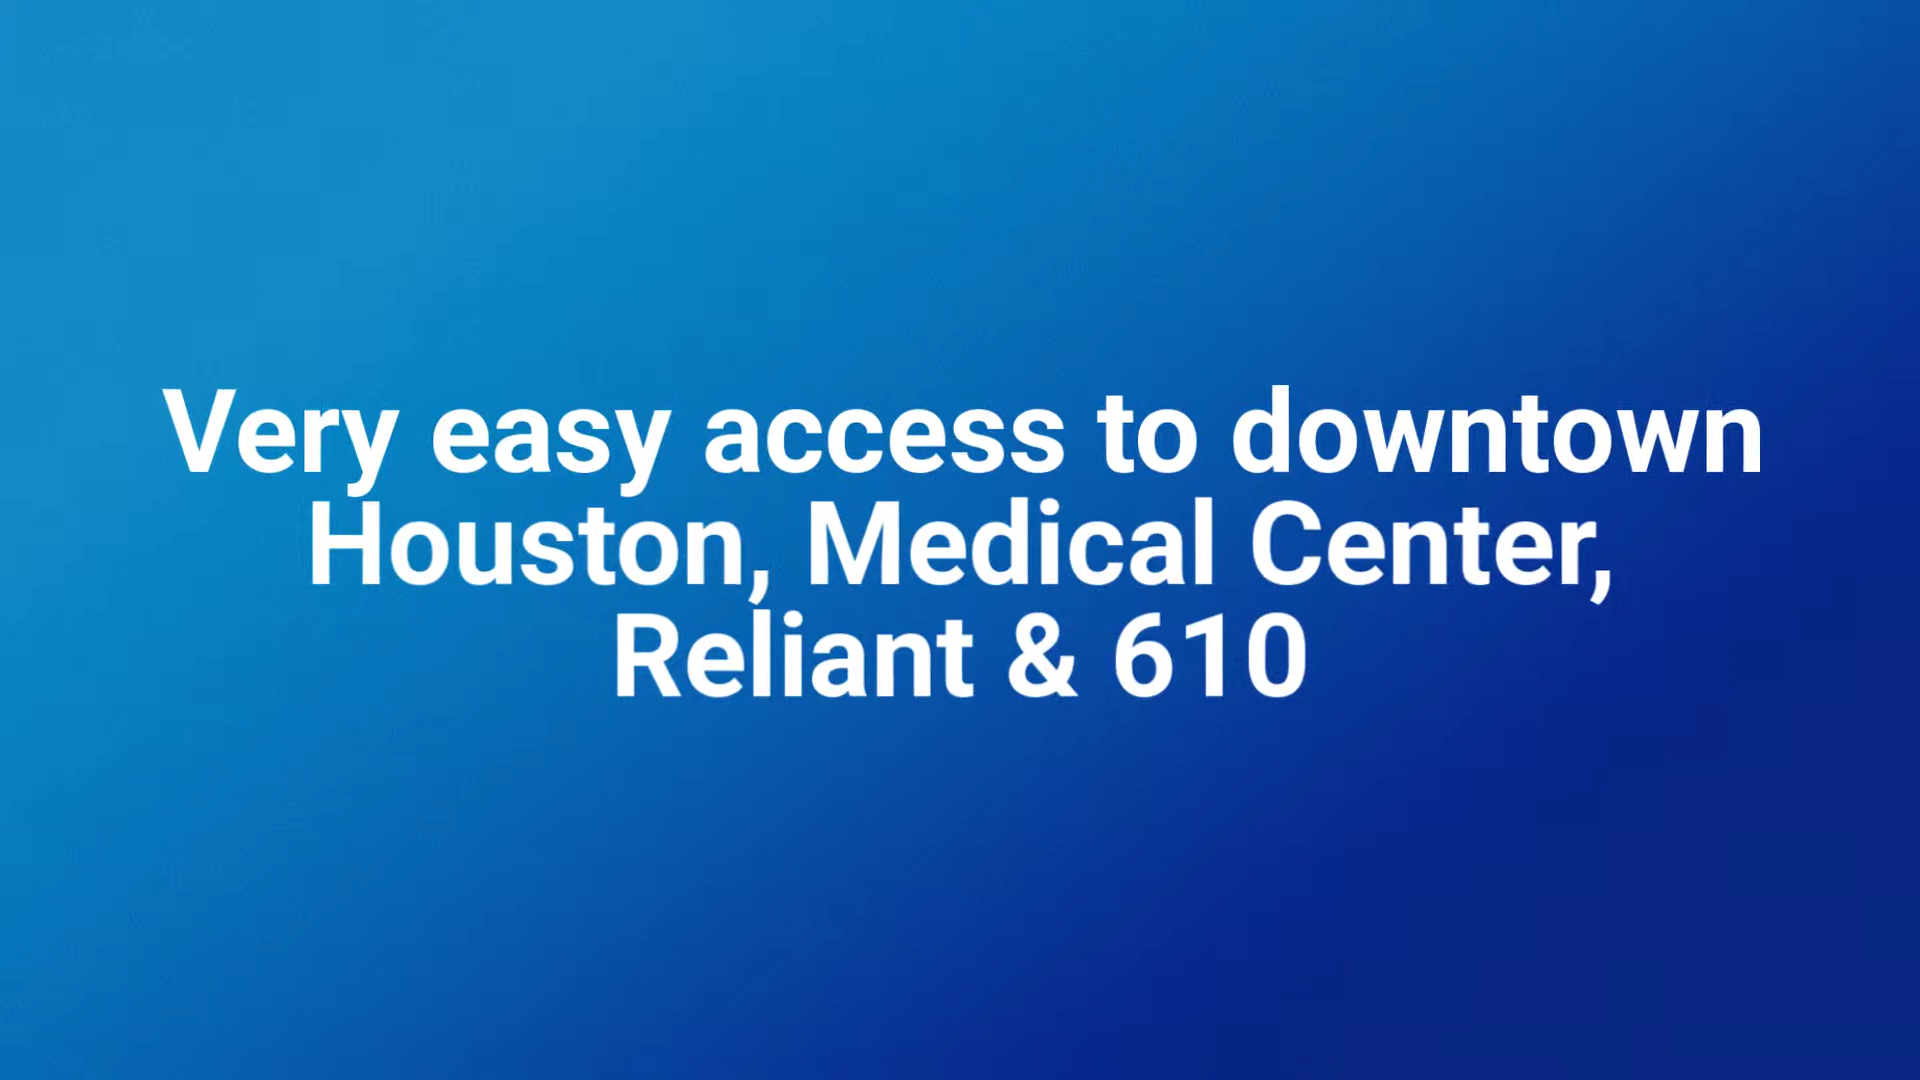 Very easy access to downtown
Houston, Medical Center,
Reliant & 610